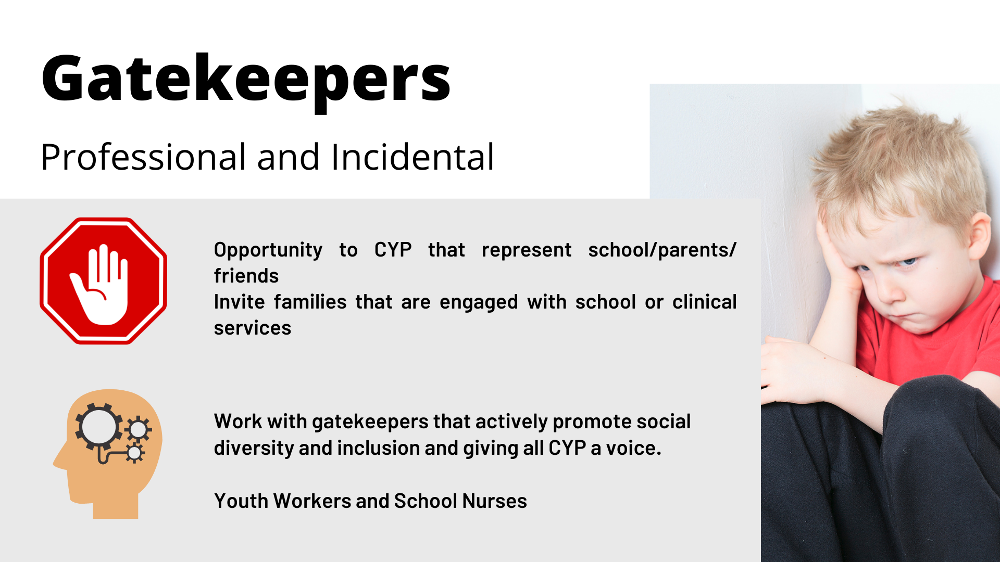 Gatekeepers
Professional and Incidental
Opportunity to CYP that represent school/parents/
friends
Invite families that are engaged with school or clinical
services
Work with gatekeepers that actively promote social
diversity and inclusion and giving all CYP a voice.
Youth Workers and School Nurses